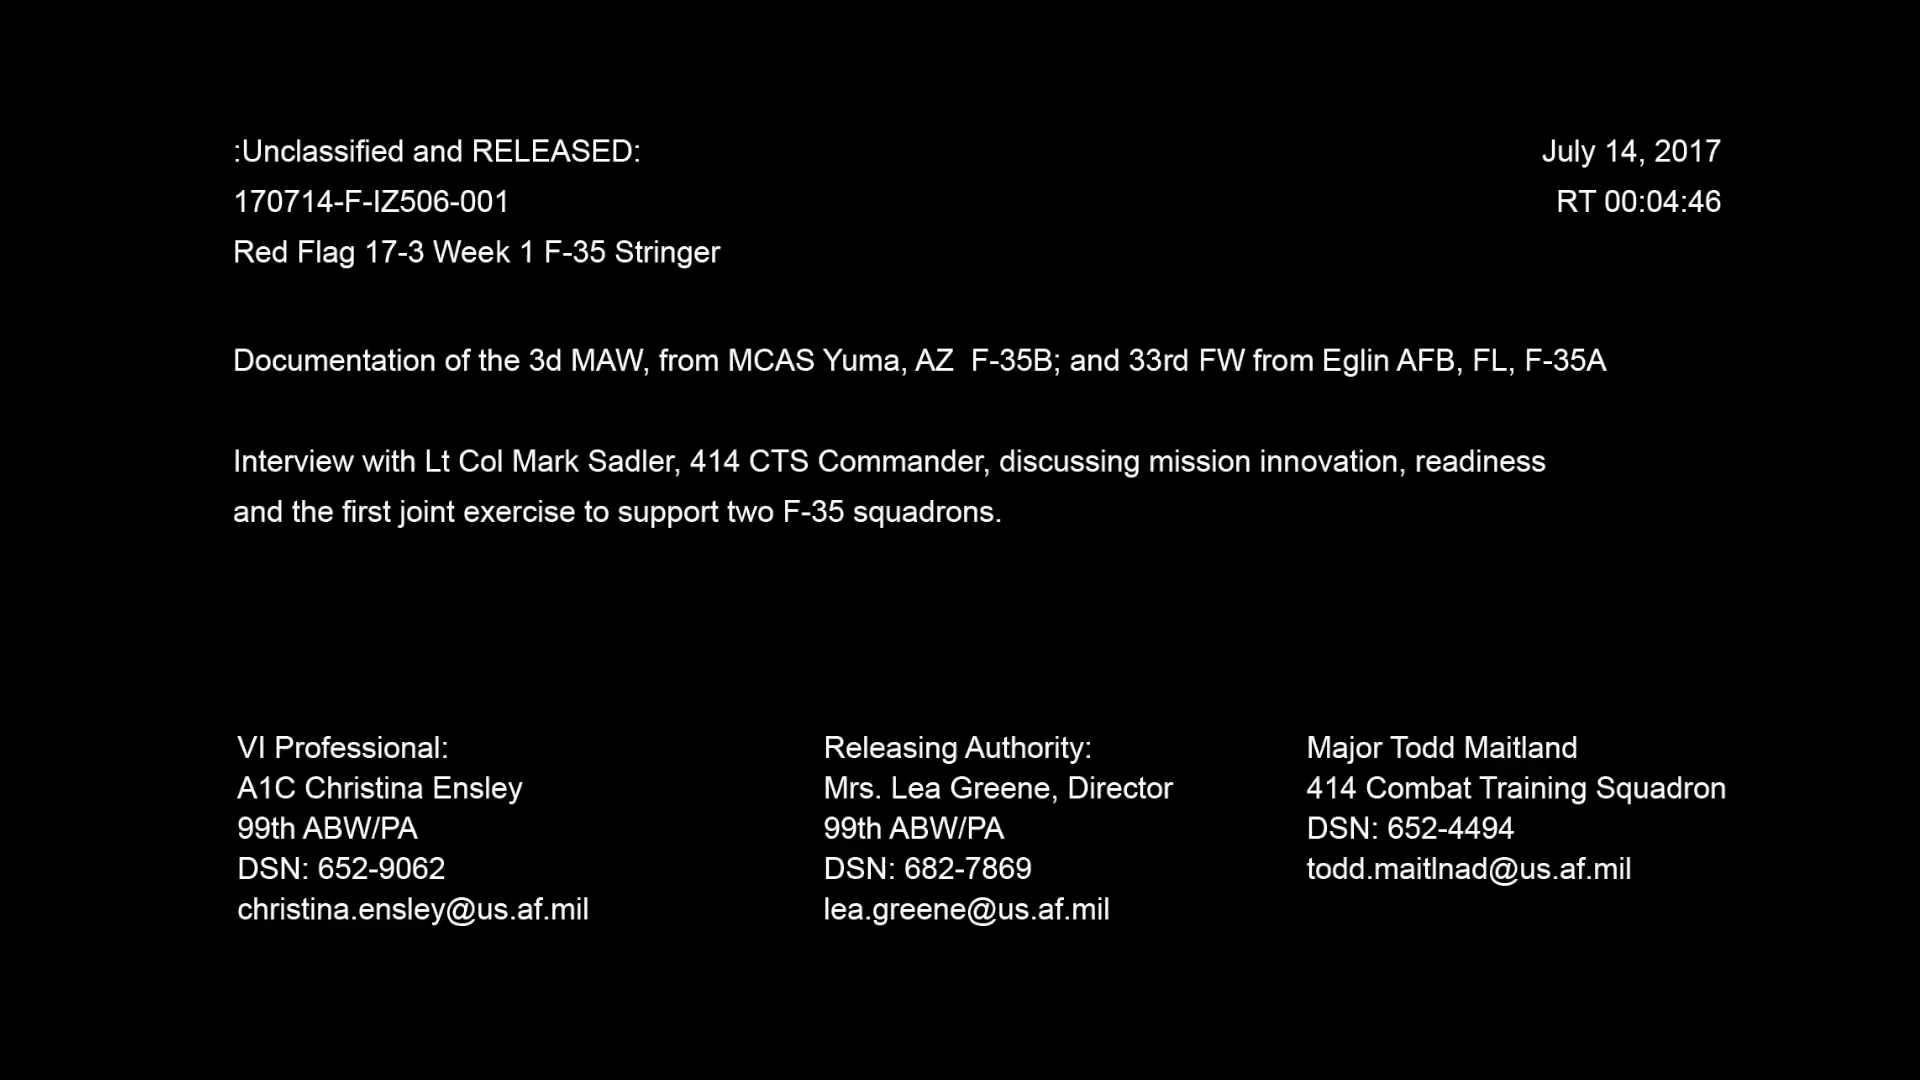 :Unclassified and RELEASED:
July 14, 2017
170714-F-IZ506-001
RT 00:04:46
Red Flag 17-3 Week 1 F-35 Stringer
Documentation of the 3d MAW, from MCAS Yuma, AZ  F-35B; and 33rd FW from Eglin AFB, FL, F-35A
Interview with Lt Col Mark Sadler, 414 CTS Commander, discussing mission innovation, readiness
and the first joint exercise to support two F-35 squadrons.
VI Professional:
A1C Christina Ensley
99th ABW/PA
DSN: 652-9062
christina.ensley@us.af.mil
Releasing Authority:
Mrs. Lea Greene, Director
99th ABW/PA
DSN: 682-7869
lea.greene@us.af.mil
Major Todd Maitland
414 Combat Training Squadron
DSN: 652-4494
todd.maitlnad@us.af.mil